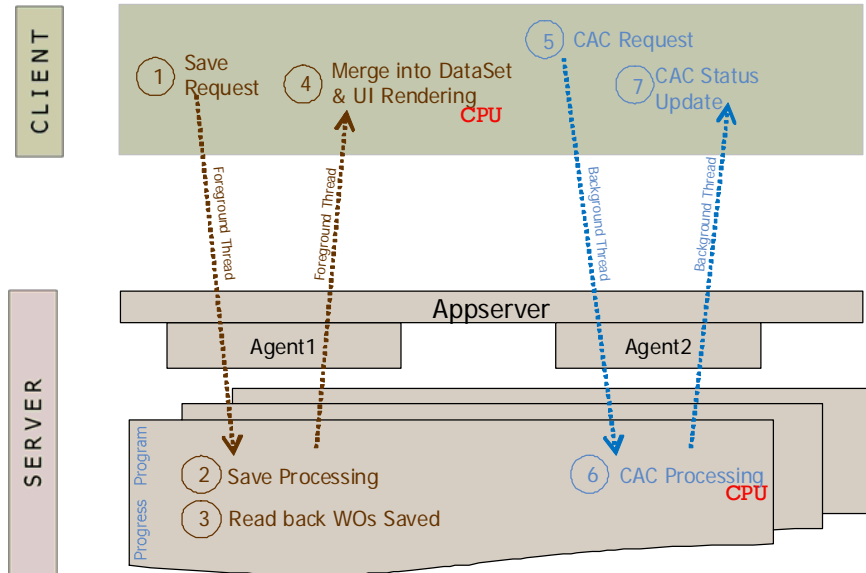 CLIENT
1 Save
Request
4 Merge into DataSet
& UI Rendering
CPU
5 CAC Request
7 CAC Status
Update
Foreground Thread
Foreground Thread
Background Thread
Background Thread
SERVER
Appserver
Agent1
Agent2
Progress Program
2 Save Processing
3 Read back WOs Saved
6 CAC Processing
CPU